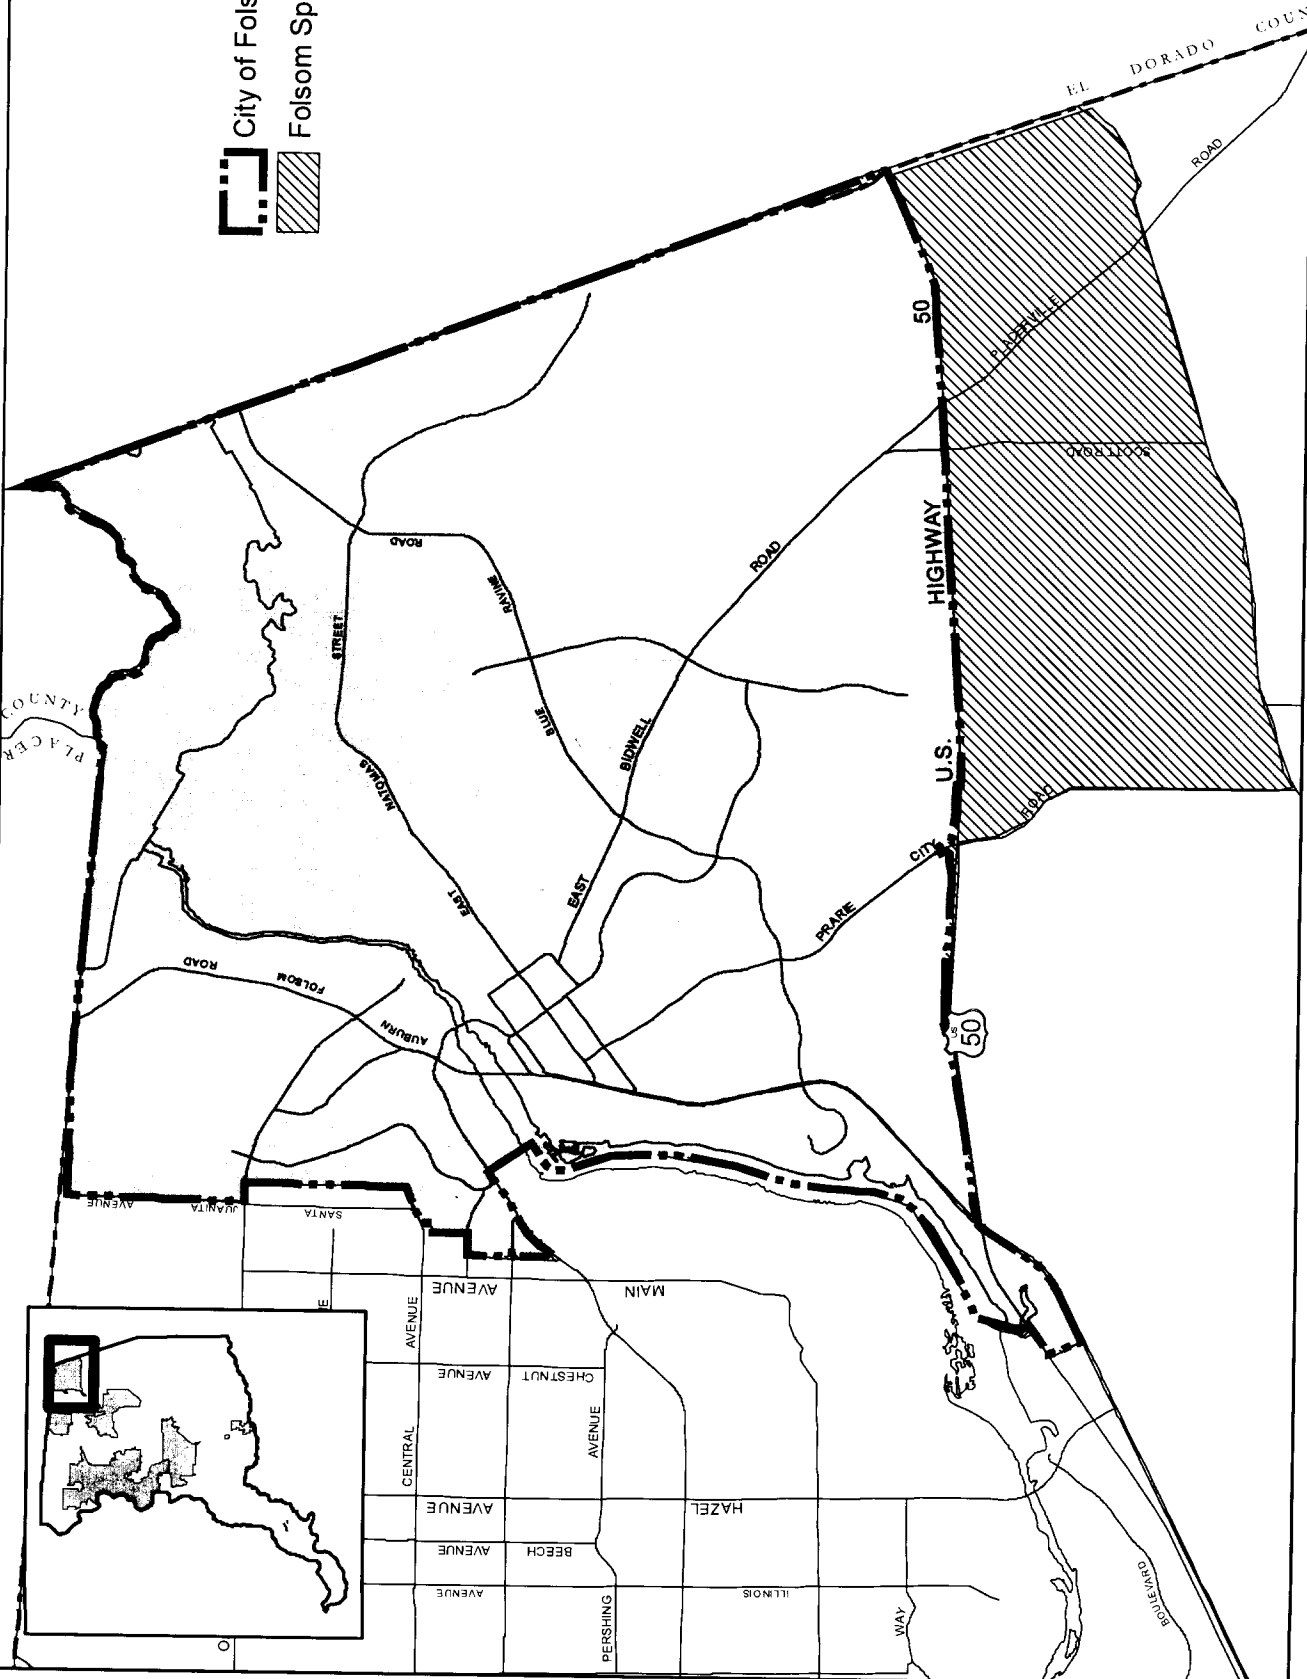 City of Fols
Folsom Sp
EL DORADO COUN
PLACER COUNTY
ROAD
PLACERVILLE
SCOTT ROAD
50
HIGHWAY
U.S.
EAST
NATOMAS
STREET
BLUE
RAVINE
ROAD
EAST
BIDWELL
ROAD
PRARIE
CITY
ROAD
AUBURN
FOLSOM
ROAD
US
50
SANTA
JUANITA
AVENUE
MAIN
AVENUE
CENTRAL
AVENUE
CHESTNUT
AVENUE
PERSHING
AVENUE
HAZEL
AVENUE
BEECH
AVENUE
ILLINOIS
AVENUE
WAY
BOULEVARD